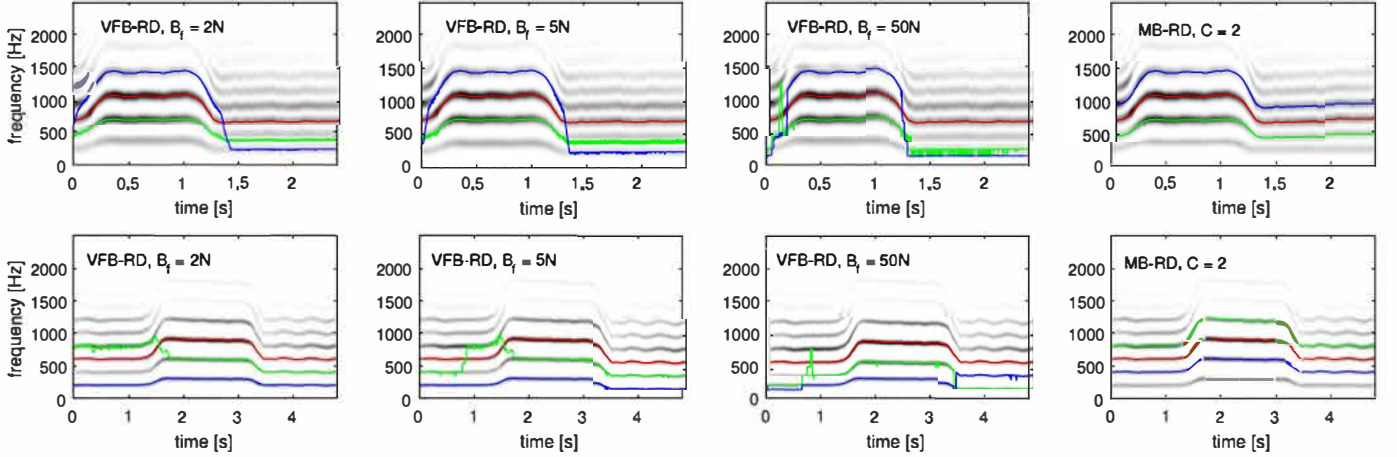 VFB-RD, B_f = 2N
VFB-RD, B_f = 5N
VFB-RD, B_f = 50N
MB-RD, C = 2
frequency [Hz]
2000
1500
1000
500
0
2000
1500
1000
500
0
2000
1500
1000
500
0
2000
1500
1000
500
0
0 0.5 1 1.5 2
0 0.5 1 1.5 2
0 0.5 1 1.5 2
0 0.5 1 1.5 2
time [s]
time [s]
time [s]
time [s]
VFB-RD, B_f = 2N
VFB-RD, B_f = 5N
VFB-RD, B_f = 50N
MB-RD, C = 2
frequency [Hz]
2000
1500
1000
500
0
2000
1500
1000
500
0
2000
1500
1000
500
0
2000
1500
1000
500
0
0 1 2 3 4
0 1 2 3 4
0 1 2 3 4
0 1 2 3 4
time [s]
time [s]
time [s]
time [s]